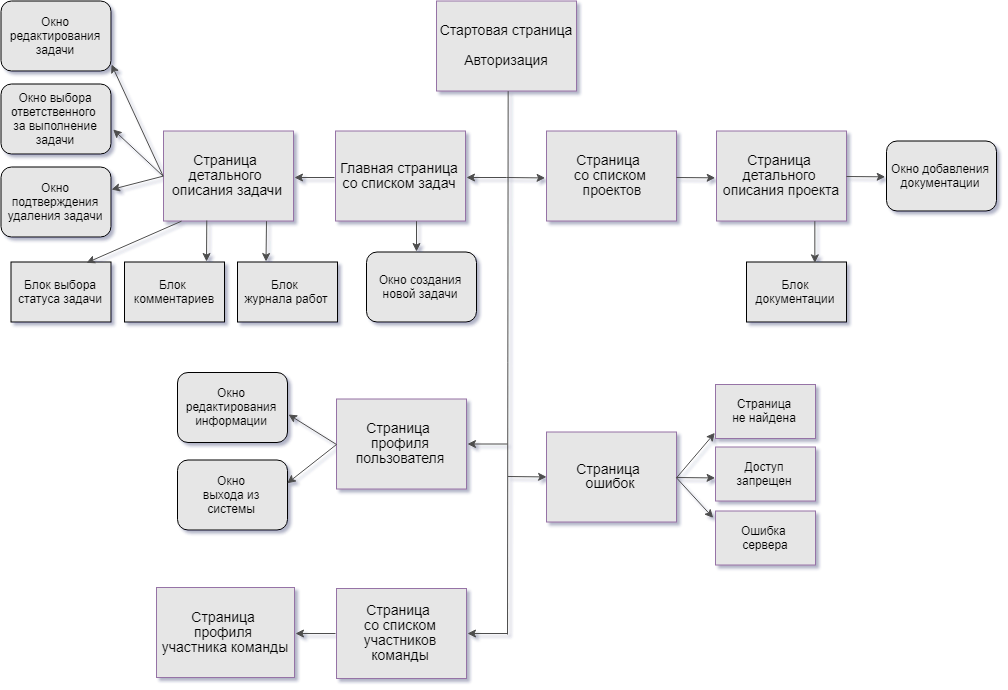 Окно
редактирования
задачи
Стартовая страница
Авторизация
Окно выбора
ответственного
за выполнение
задачи
Окно
подтверждения
удаления задачи
Страница
детального
описания задачи
Главная страница
со списком задач
Страница
со списком
проектов
Страница
детального
описания проекта
Окно добавления
документации
Блок выбора
статуса задачи
Блок
комментариев
Блок
журнала работ
Окно создания
новой задачи
Блок
документации
Окно
редактирования
информации
Окно
выхода из
системы
Страница
профиля
пользователя
Страница
ошибок
Страница
не найдена
Доступ
запрещен
Ошибка
сервера
Страница
профиля
участника команды
Страница
со списком
участников
команды